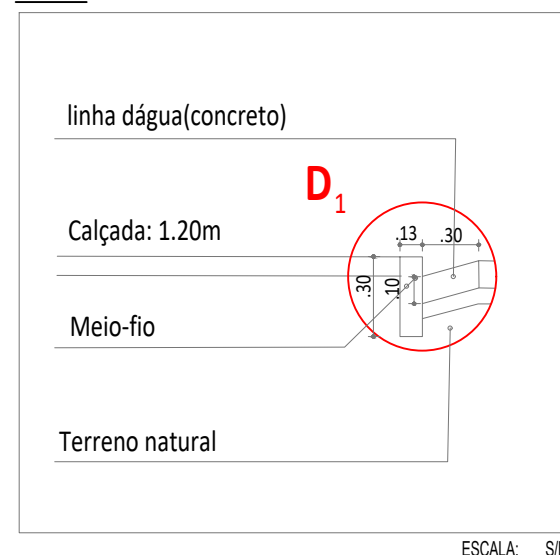 linha dágua(concreto)
D1
Calçada: 1.20m
.13
.30
.30
.10
Meio-fio
Terreno natural
ESCALA: